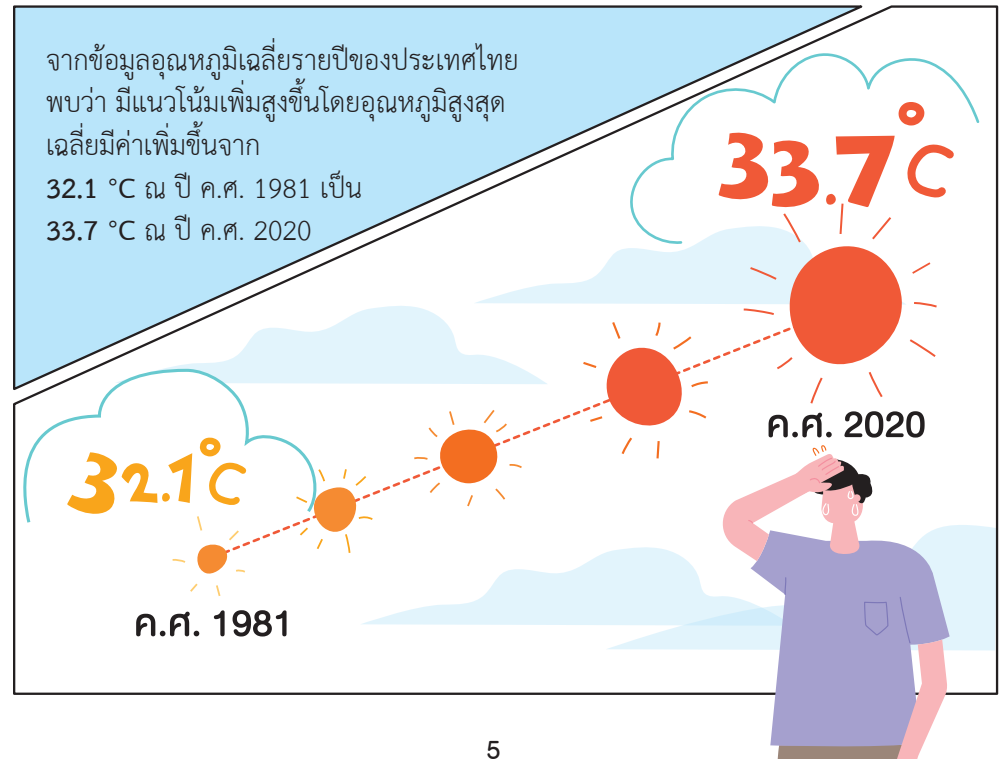 จากข้อมูลอุณหภูมิเฉลี่ยรายปีของประเทศไทย
พบว่า มีแนวโน้มเพิ่มสูงขึ้นโดยอุณหภูมิสูงสุด
เฉลี่ยมีค่าเพิ่มขึ้นจาก
32.1 °C ณ ปี ค.ศ. 1981 เป็น
33.7 °C ณ ปี ค.ศ. 2020
33.7°C
ค.ศ. 2020
32.1°C
ค.ศ. 1981
5